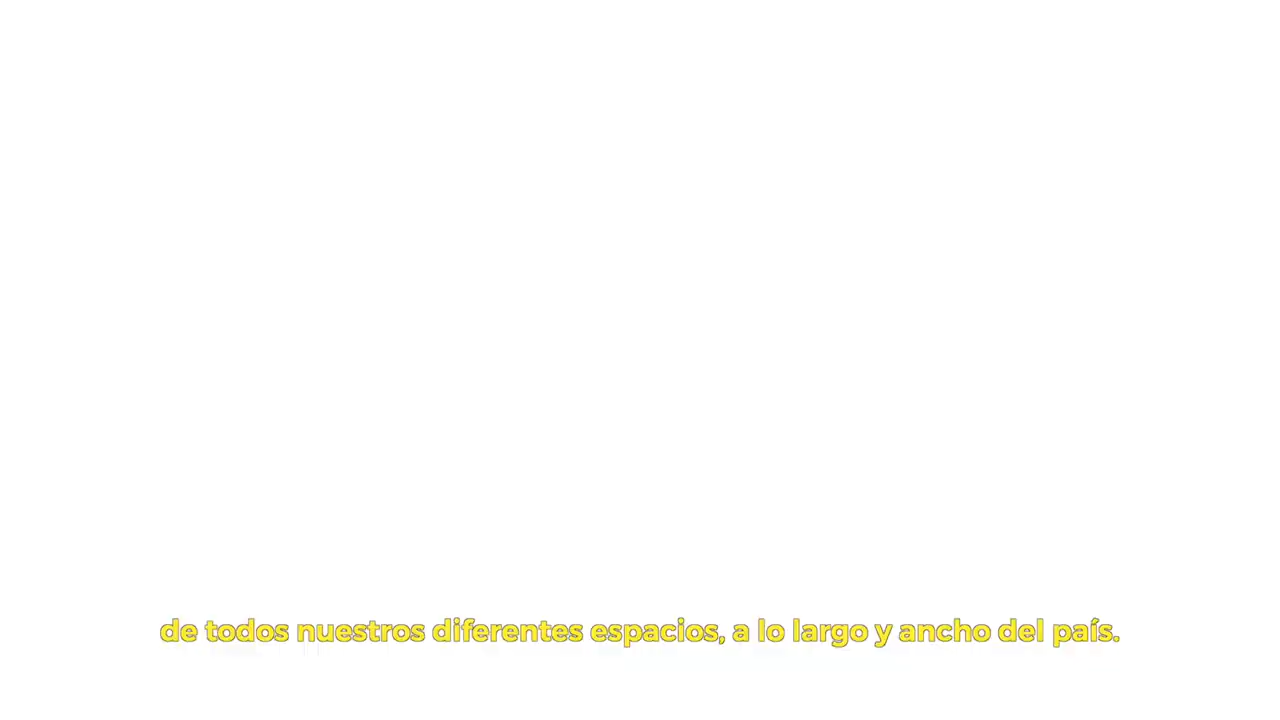 de todos nuestros diferentes espacios, a lo largo y ancho del país.